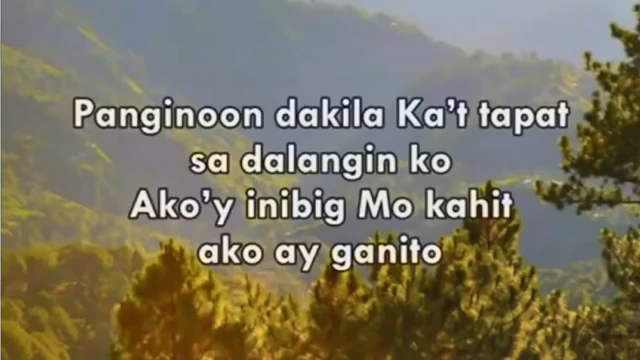 Panginoon dakila Ka't tapat
sa dalangin ko
Ako'y inibig Mo kahit
ako ay ganito